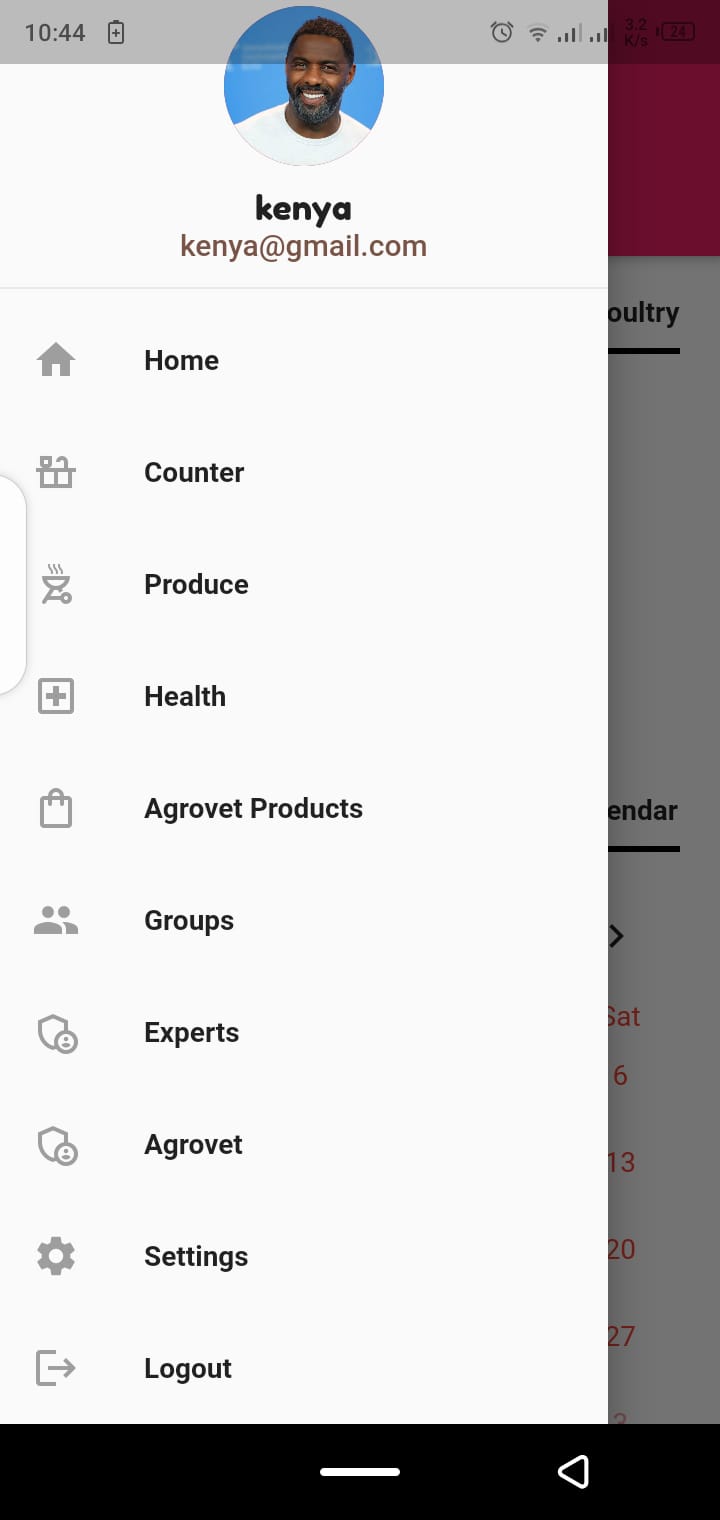 10:44
3.2
K/s
24
kenya
kenya@gmail.com
oultry
Home
Counter
Produce
Health
Agrovet Products
endar
Groups
Sat
Experts
6
Agrovet
13
Settings
20
27
Logout
3